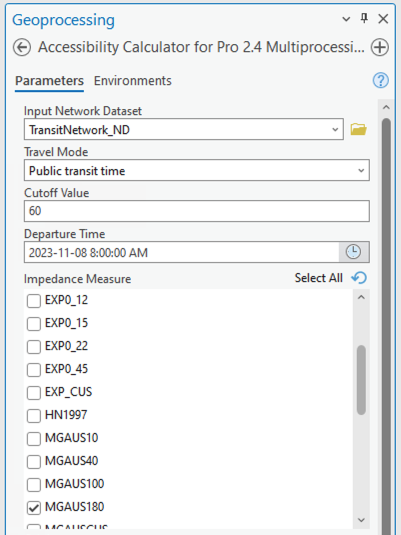 Geoprocessing
Accessibility Calculator for Pro 2.4 Multiprocessi...
Parameters Environments
Input Network Dataset
TransitNetwork_ND
Travel Mode
Public transit time
Cutoff Value
60
Departure Time
2023-11-08 8:00:00 AM
Impedance Measure Select All
EXP0_12
EXP0_15
EXP0_22
EXP0_45
EXP_CUS
HN1997
MGAUS10
MGAUS40
MGAUS100
MGAUS180
MGAUSCUS